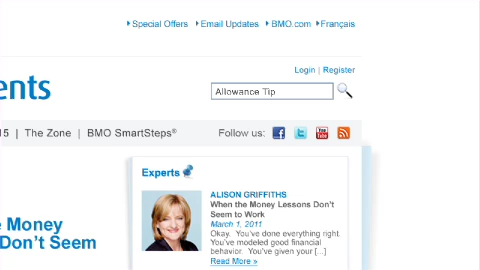 Special Offers Email Updates BMO.com Français
Login | Register
ents
Allowance Tip
15 | The Zone | BMO SmartSteps®
Follow us:
You Tube
Experts
ALISON GRIFFITHS
When the Money Lessons Don't
Seem to Work
March 1, 2011
Okay. You've done everything right.
You've modeled good financial
behavior. You've given your [...]
Read More »
e Money
Don't Seem